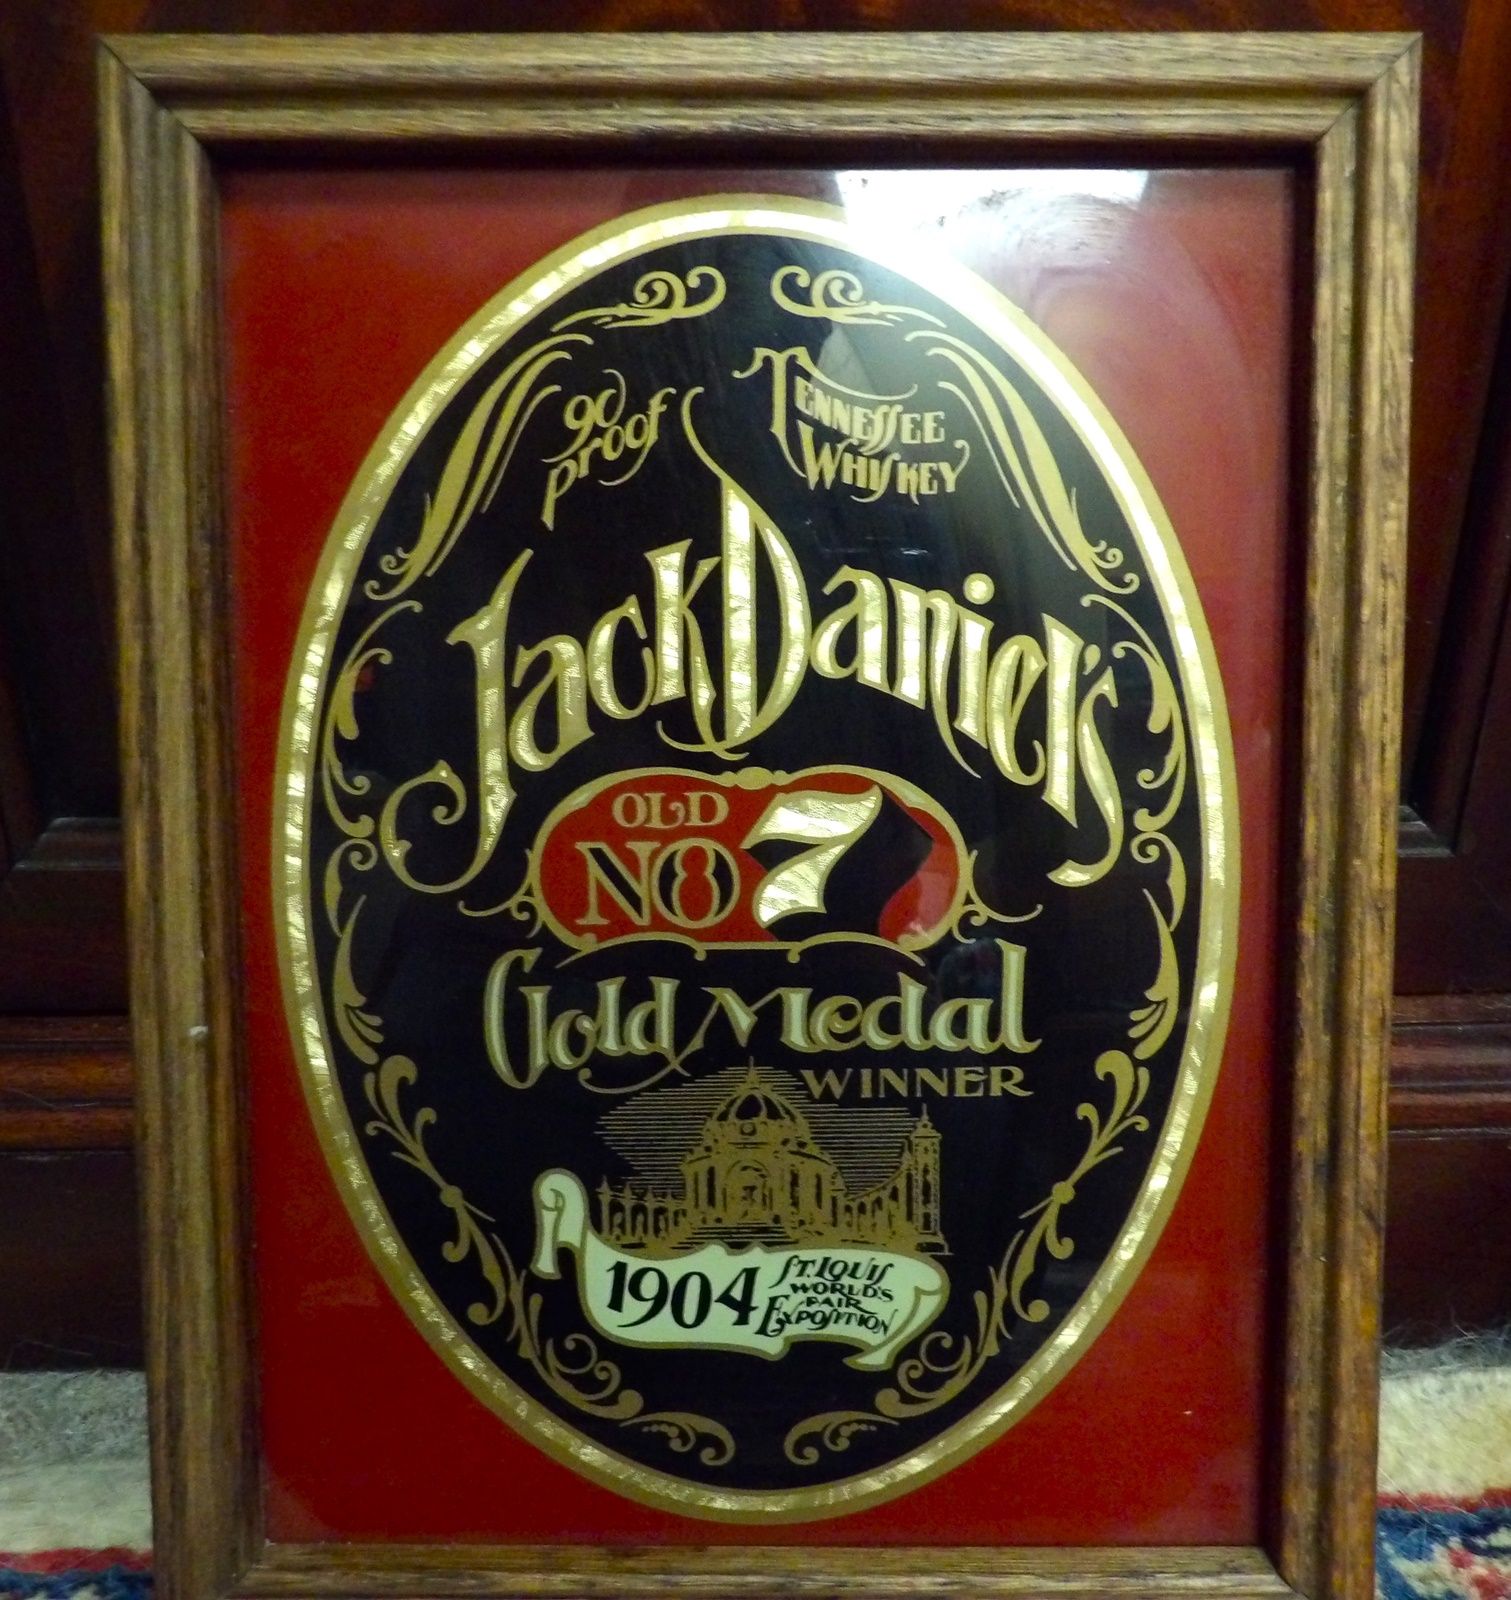 90 proof
Tennessee Whiskey
Jack Daniel's
OLD
NO 7
Gold Medal
WINNER
1904
St. Louis
WORLD'S
FAIR
Exposition